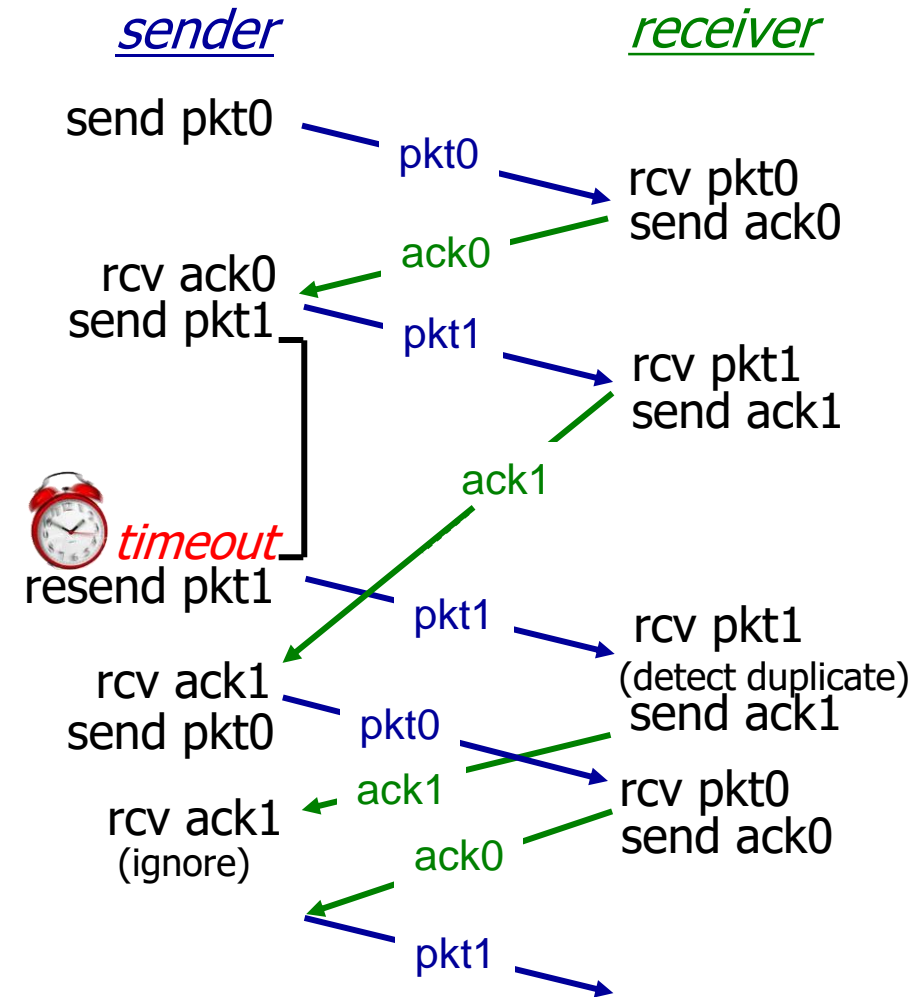 sender
receiver
send pkt0
pkt0
rcv pkt0
send ack0
ack0
rcv ack0
send pkt1
pkt1
rcv pkt1
send ack1
ack1
timeout
resend pkt1
pkt1
rcv pkt1
(detect duplicate)
send ack1
rcv ack1
send pkt0
pkt0
ack1
rcv pkt0
send ack0
rcv ack1
(ignore)
ack0
pkt1